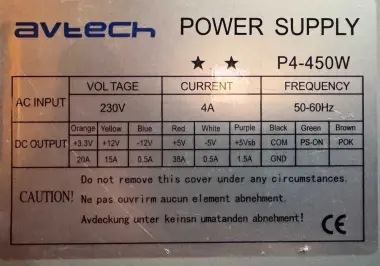 avtech POWER SUPPLY
★ ★ P4-450W
VOLTAGE CURRENT FREQUENCY
AC INPUT 230V 4A 50-60Hz
Orange Yellow Blue Red White Purple Black Green Brown
DC OUTPUT +3.3V +12V -12V +5V -5V +5Vsb COM PS-ON POK
20A 15A 0.5A 38A 0.5A 1.5A GND
Do not remove this cover under any circumstances.
CAUTION! Ne pas ouvrirm aucun element abnehment.
Avdeckung unter keinsn umatanden abnehment!
CE